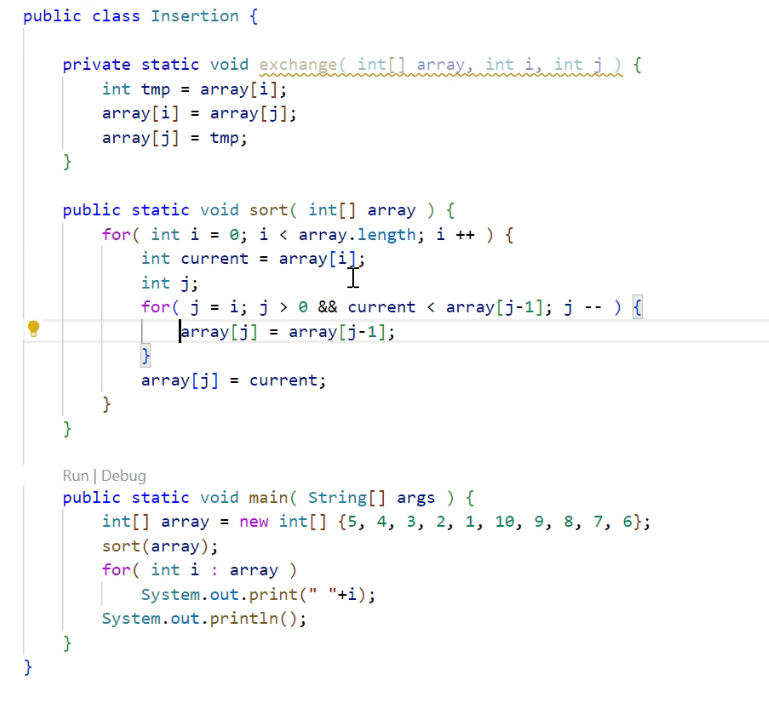 public class Insertion {
private static void exchange( int[] array, int i, int j ) {
int tmp = array[i];
array[i] = array[j];
array[j] = tmp;
}
public static void sort( int[] array ) {
for( int i = 0; i < array.length; i ++ ) {
int current = array[i];
int j;
for( j = i; j > 0 && current < array[j-1]; j -- ) {
array[j] = array[j-1];
}
array[j] = current;
}
}
Run | Debug
public static void main( String[] args ) {
int[] array = new int[] {5, 4, 3, 2, 1, 10, 9, 8, 7, 6};
sort(array);
for( int i : array )
System.out.print(" "+i);
System.out.println();
}
}